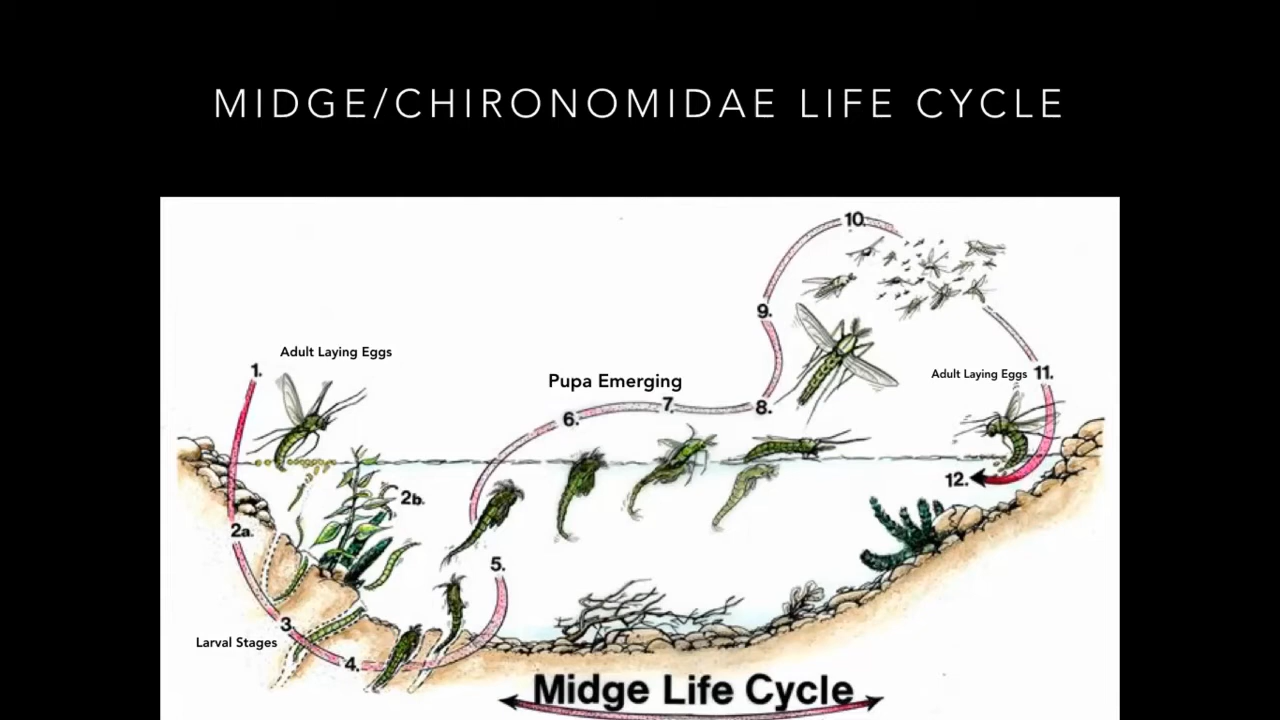 MIDGE/CHIRONOMIDAE LIFE CYCLE
10.
9.
Adult Laying Eggs
1.
Pupa Emerging
Adult Laying Eggs 11.
6.
7.
8.
12.
2b.
2a.
5.
3.
Larval Stages
4.
Midge Life Cycle